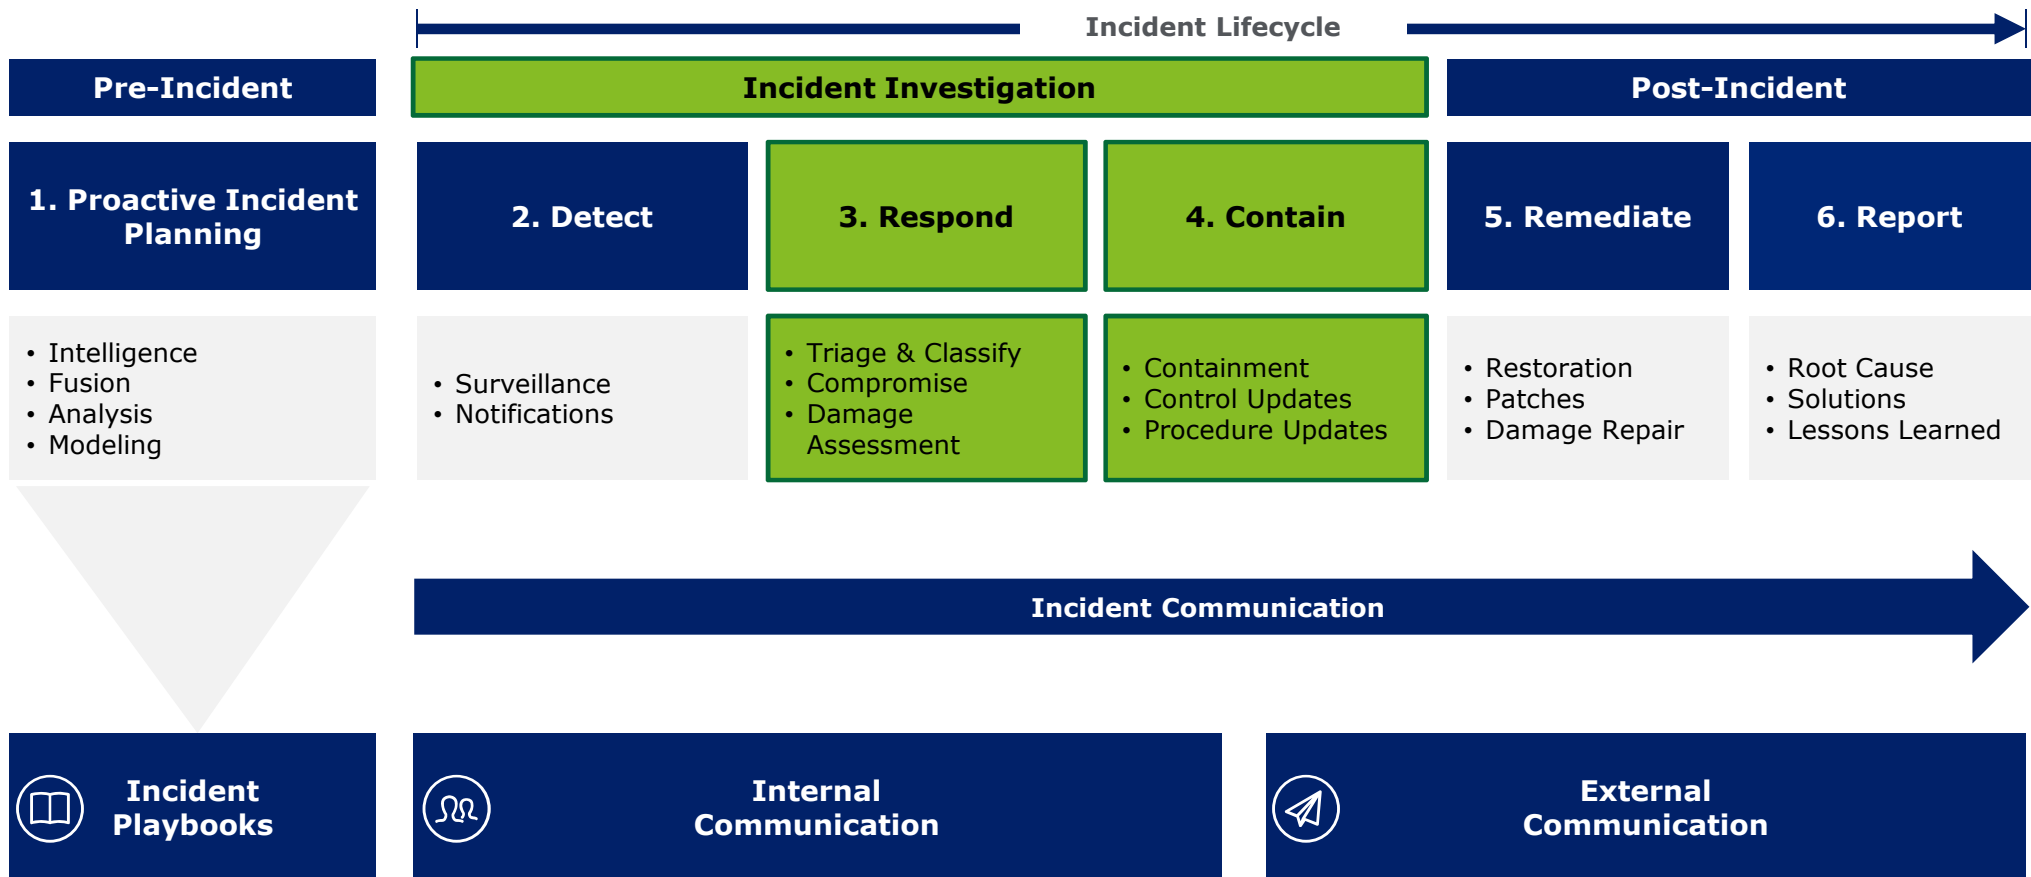 Incident Lifecycle
Pre-Incident
Incident Investigation
Post-Incident
1. Proactive Incident
Planning
2. Detect
3. Respond
4. Contain
5. Remediate
6. Report
• Intelligence
• Fusion
• Analysis
• Modeling
• Surveillance
• Notifications
• Triage & Classify
• Compromise
• Damage
Assessment
• Containment
• Control Updates
• Procedure Updates
• Restoration
• Patches
• Damage Repair
• Root Cause
• Solutions
• Lessons Learned
Incident Communication
Incident
Playbooks
Internal
Communication
External
Communication